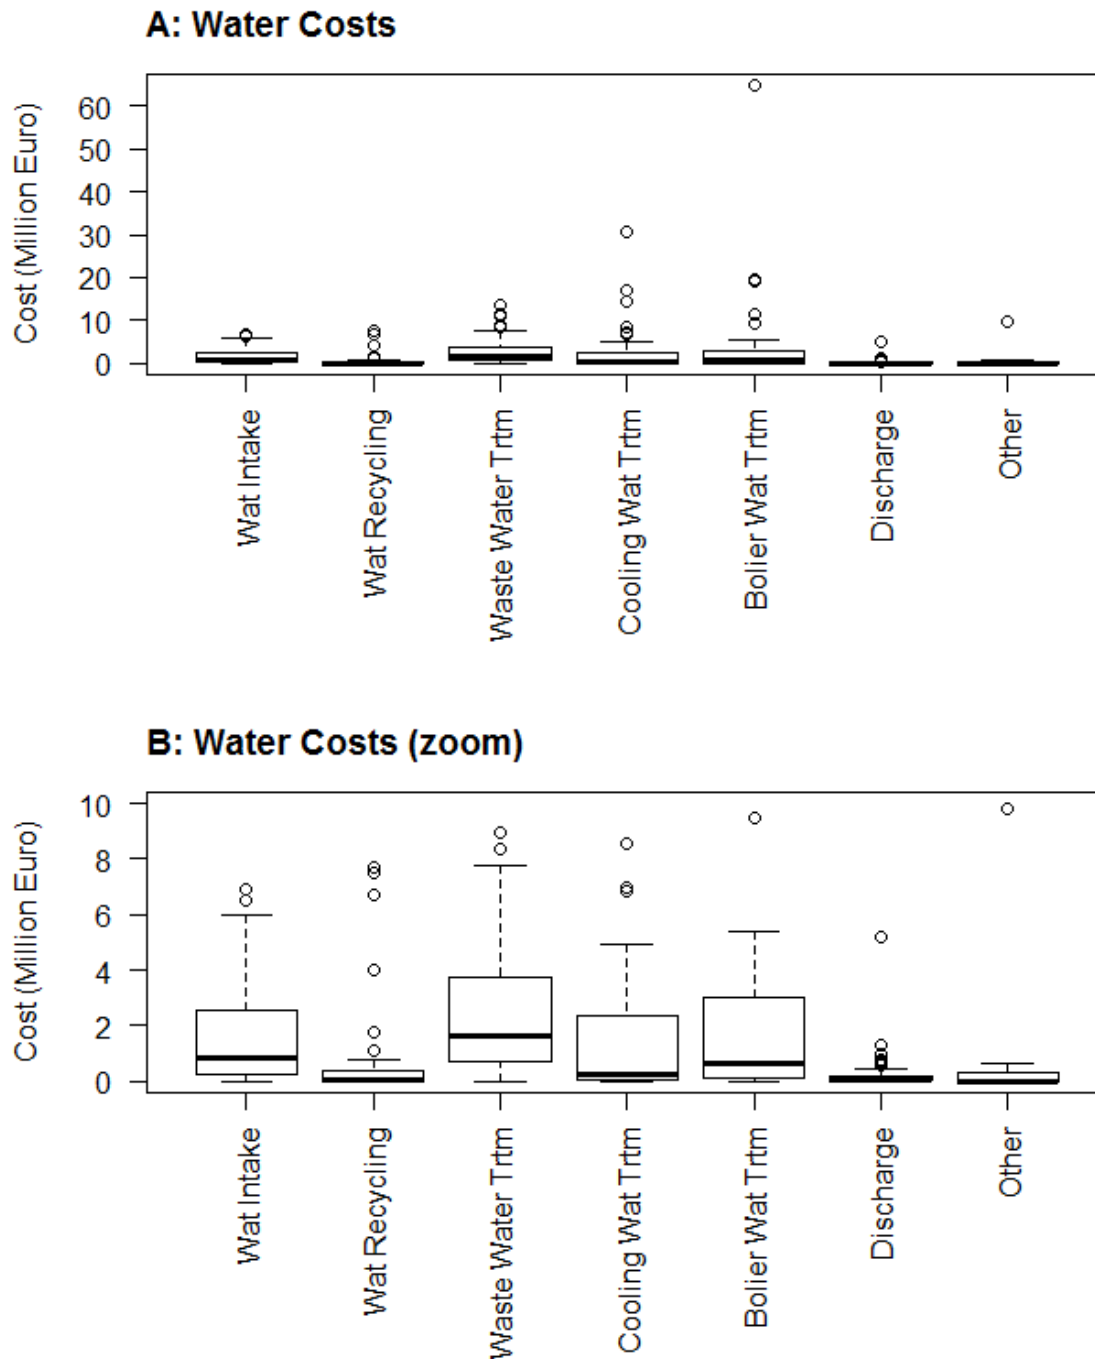 A: Water Costs
Cost (Million Euro)
60
50
40
30
20
10
0
Wat Intake
Wat Recycling
Waste Water Trtm
Cooling Wat Trtm
Bolier Wat Trtm
Discharge
Other
B: Water Costs (zoom)
Cost (Million Euro)
10
8
6
4
2
0
Wat Intake
Wat Recycling
Waste Water Trtm
Cooling Wat Trtm
Bolier Wat Trtm
Discharge
Other